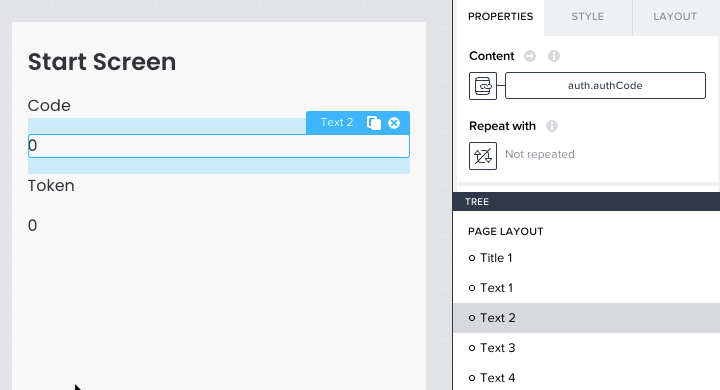 Start Screen
Code
Text 2
0
Token
0
PROPERTIES STYLE LAYOUT
Content
auth.authCode
Repeat with
Not repeated
TREE
PAGE LAYOUT
Title 1
Text 1
Text 2
Text 3
Text 4